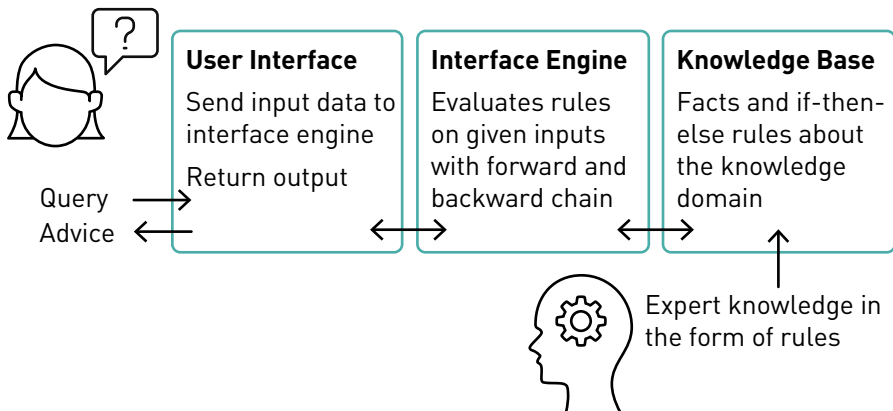 ?
User Interface
Send input data to
interface engine
Return output
Interface Engine
Evaluates rules
on given inputs
with forward and
backward chain
Knowledge Base
Facts and if-then-
else rules about
the knowledge
domain
Query
Advice
Expert knowledge in
the form of rules